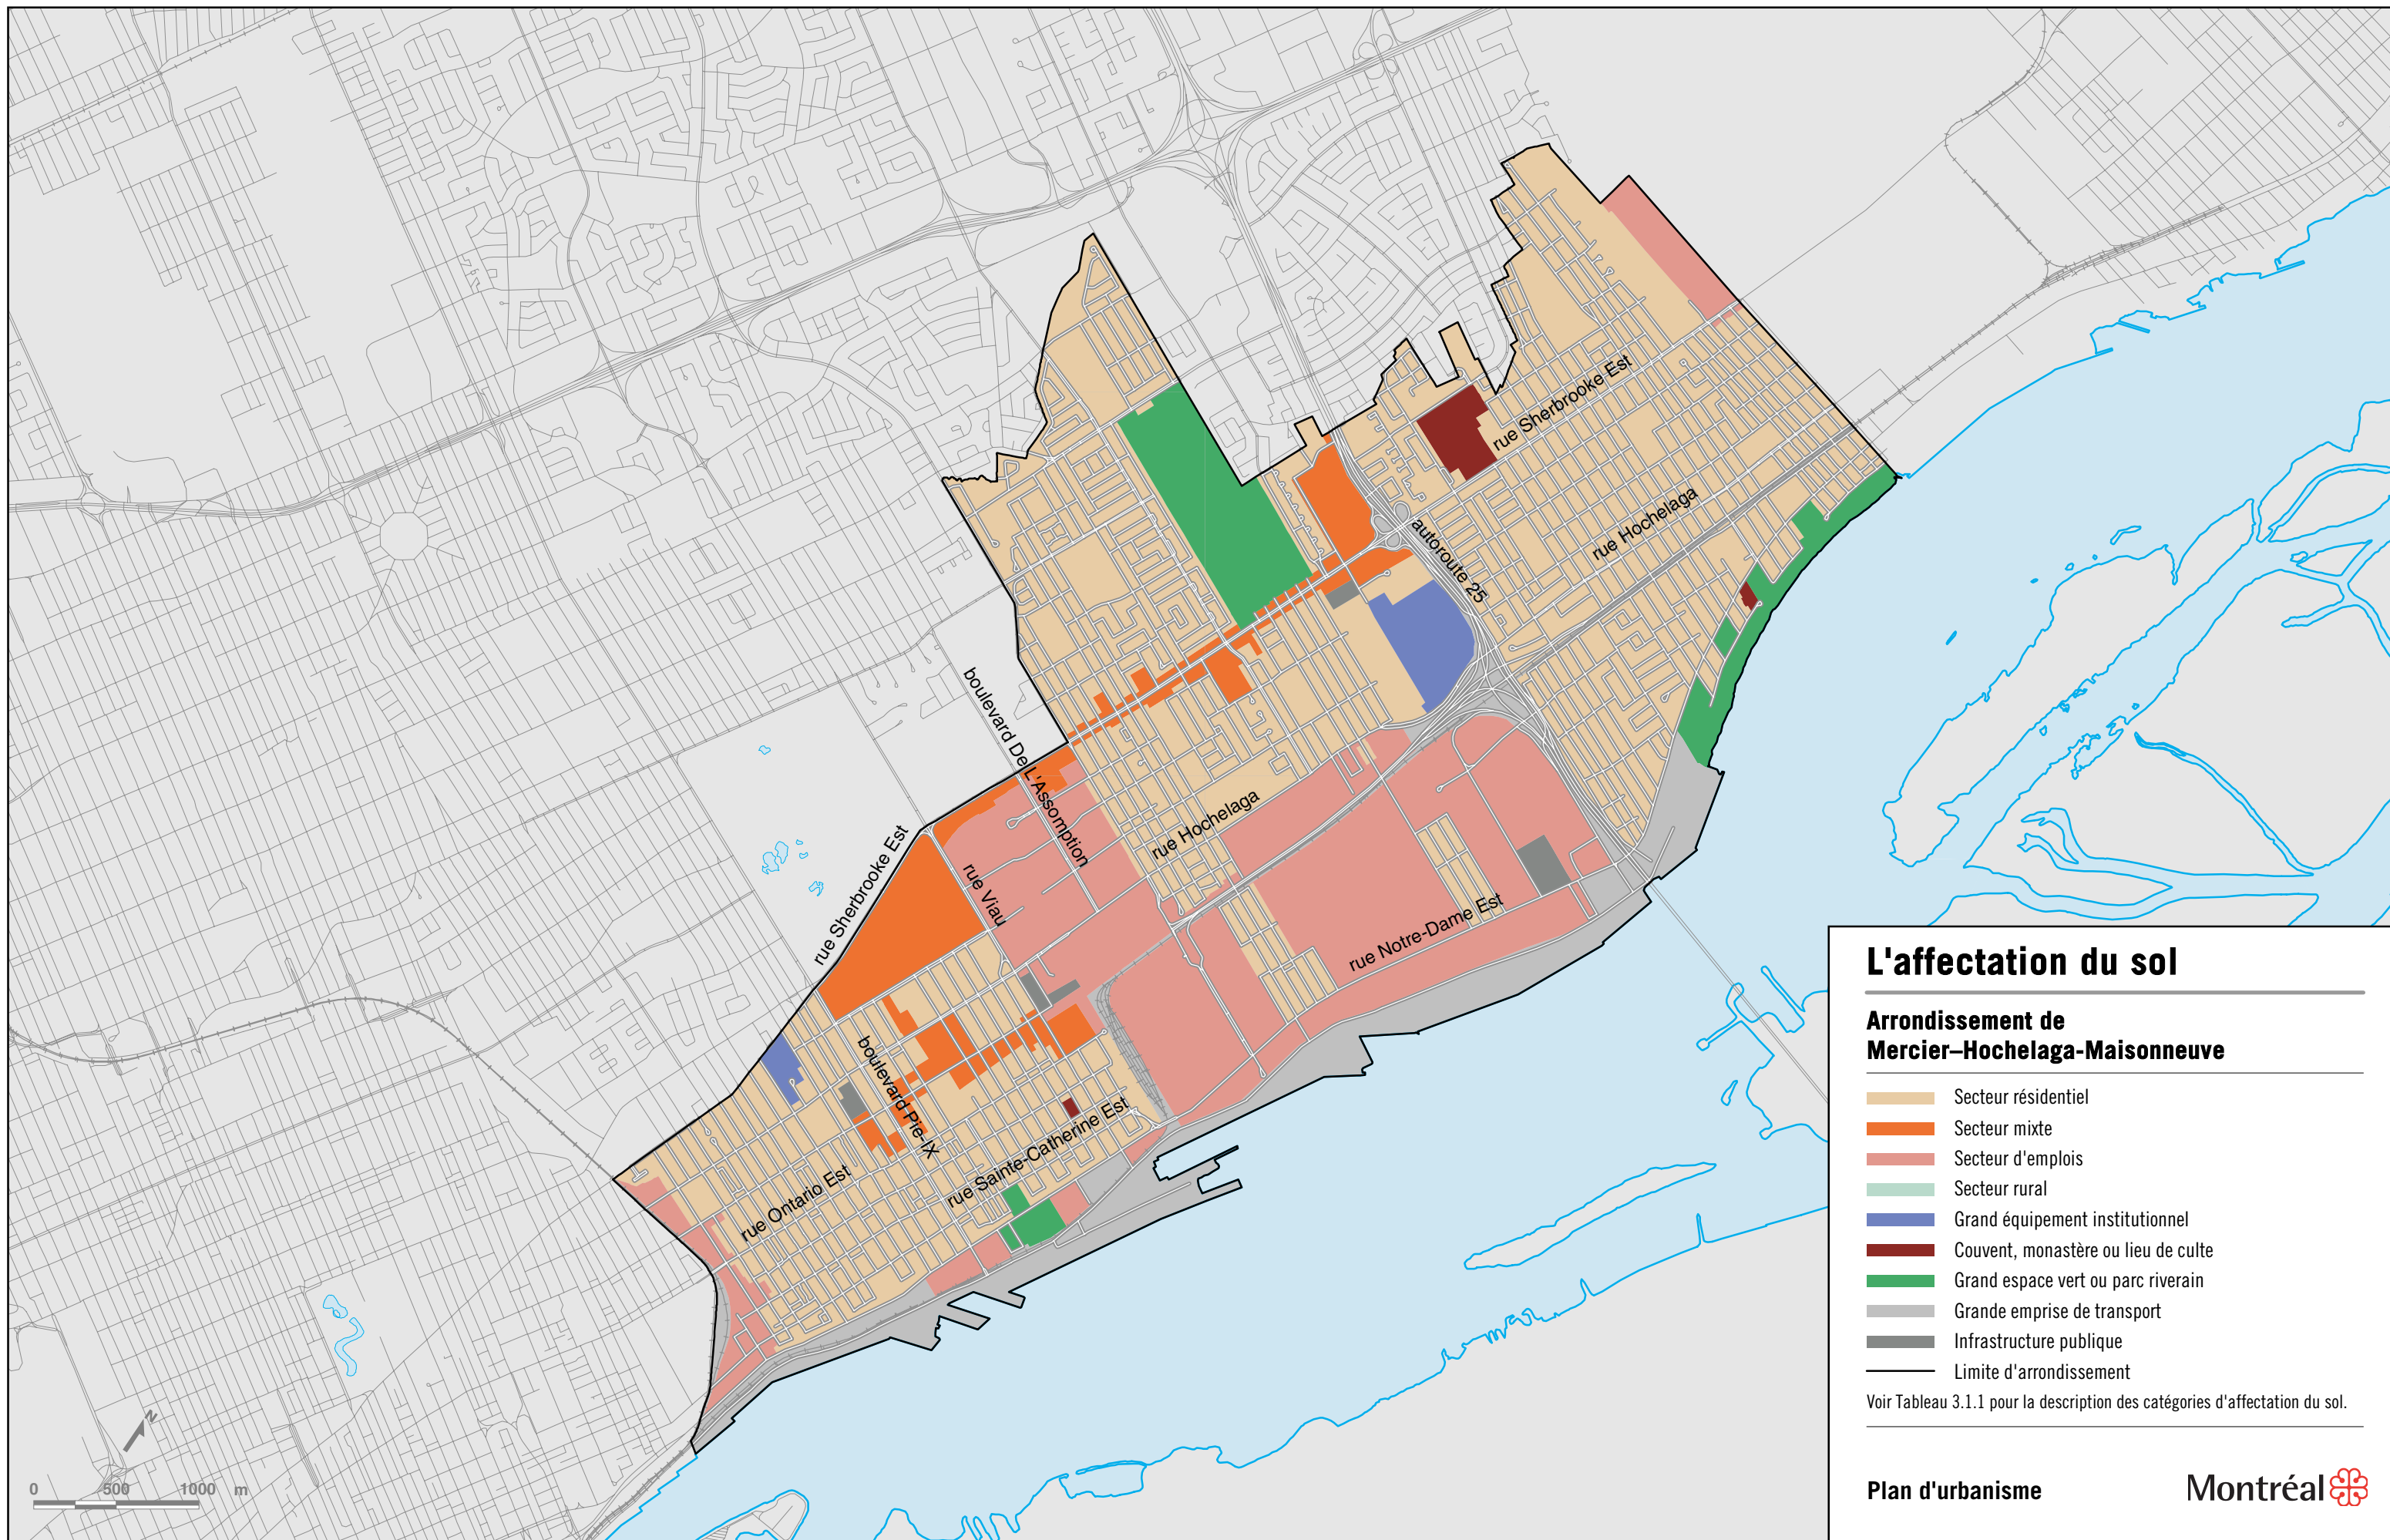 rue Sherbrooke Est
rue Hochelaga
autoroute 25
boulevard De L'Assomption
rue Hochelaga
rue Sherbrooke Est
rue Viau
rue Notre-Dame Est
boulevard Pie-IX
rue Sainte-Catherine Est
rue Ontario Est
N
0 500 1000 m
L'affectation du sol
Arrondissement de
Mercier–Hochelaga-Maisonneuve
Secteur résidentiel
Secteur mixte
Secteur d'emplois
Secteur rural
Grand équipement institutionnel
Couvent, monastère ou lieu de culte
Grand espace vert ou parc riverain
Grande emprise de transport
Infrastructure publique
Limite d'arrondissement
Voir Tableau 3.1.1 pour la description des catégories d'affectation du sol.
Plan d'urbanisme
Montréal